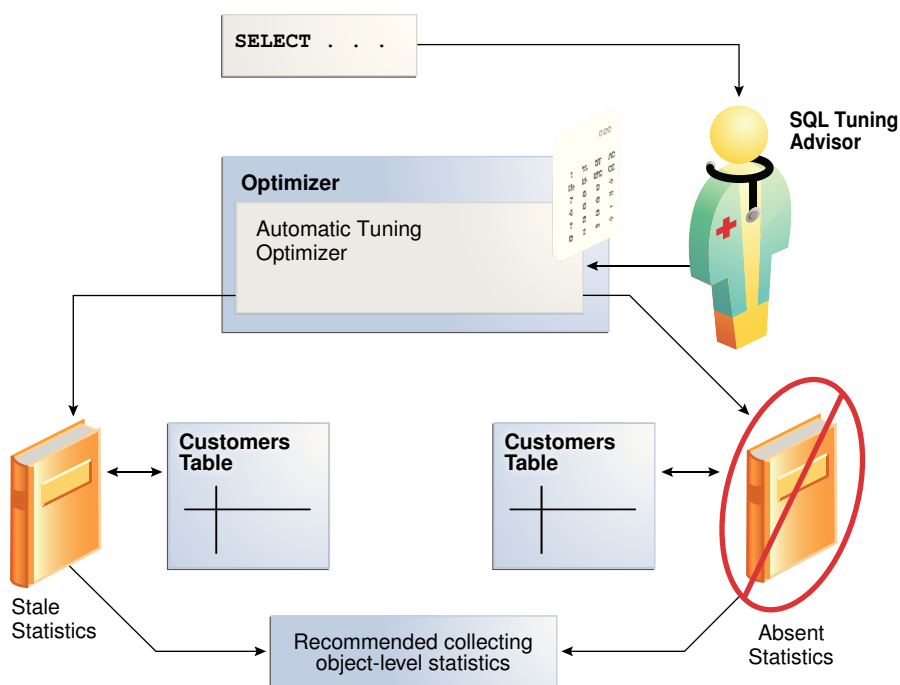 SELECT . . .
SQL Tuning
Advisor
Optimizer
Automatic Tuning
Optimizer
Customers
Table
Customers
Table
Stale
Statistics
Absent
Statistics
Recommended collecting
object-level statistics